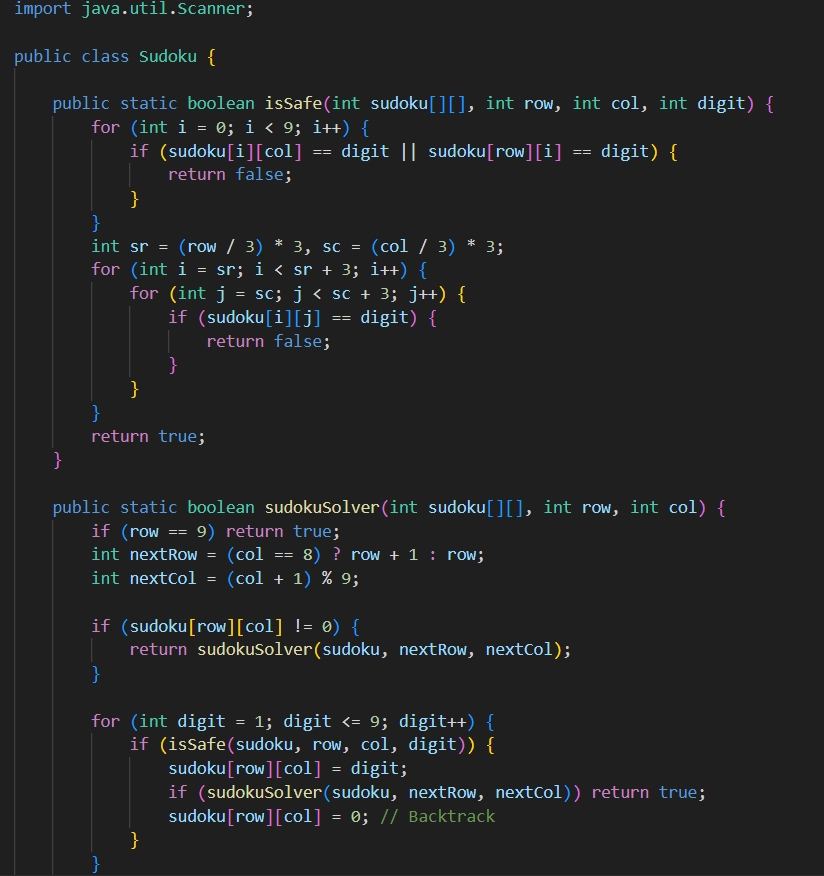 import java.util.Scanner;
public class Sudoku {
public static boolean isSafe(int sudoku[][], int row, int col, int digit) {
for (int i = 0; i < 9; i++) {
if (sudoku[i][col] == digit || sudoku[row][i] == digit) {
return false;
}
}
int sr = (row / 3) * 3, sc = (col / 3) * 3;
for (int i = sr; i < sr + 3; i++) {
for (int j = sc; j < sc + 3; j++) {
if (sudoku[i][j] == digit) {
return false;
}
}
}
return true;
}
public static boolean sudokuSolver(int sudoku[][], int row, int col) {
if (row == 9) return true;
int nextRow = (col == 8) ? row + 1 : row;
int nextCol = (col + 1) % 9;
if (sudoku[row][col] != 0) {
return sudokuSolver(sudoku, nextRow, nextCol);
}
for (int digit = 1; digit <= 9; digit++) {
if (isSafe(sudoku, row, col, digit)) {
sudoku[row][col] = digit;
if (sudokuSolver(sudoku, nextRow, nextCol)) return true;
sudoku[row][col] = 0; // Backtrack
}
}